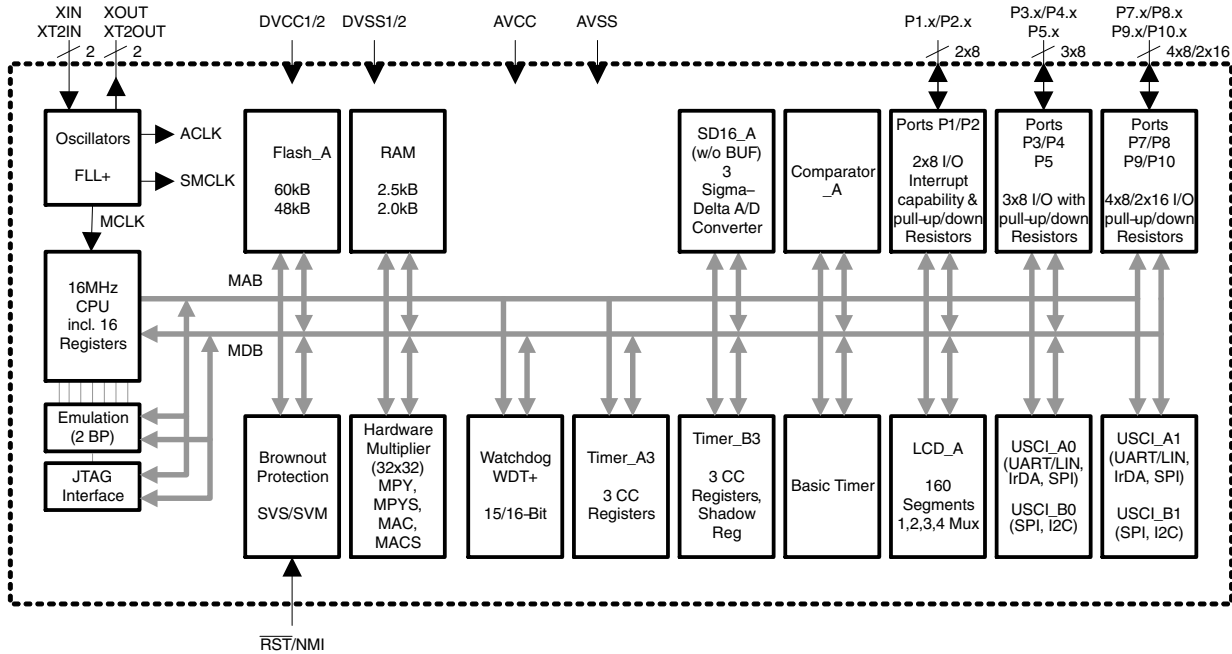 XIN
XT2IN
2
XOUT
XT2OUT
2
DVCC1/2
DVSS1/2
AVCC
AVSS
P1.x/P2.x
2x8
P3.x/P4.x
P5.x
3x8
P7.x/P8.x
P9.x/P10.x
4x8/2x16
Oscillators
FLL+
ACLK
SMCLK
MCLK
Flash_A
60kB
48kB
RAM
2.5kB
2.0kB
SD16_A
(w/o BUF)
3
Sigma–
Delta A/D
Converter
Comparator
_A
Ports P1/P2
2x8 I/O
Interrupt
capability &
pull–up/down
Resistors
Ports
P3/P4
P5
3x8 I/O with
pull–up/down
Resistors
Ports
P7/P8
P9/P10
4x8/2x16 I/O
pull–up/down
Resistors
16MHz
CPU
incl. 16
Registers
MAB
MDB
Emulation
(2 BP)
JTAG
Interface
Brownout
Protection
SVS/SVM
Hardware
Multiplier
(32x32)
MPY,
MPYS,
MAC,
MACS
Watchdog
WDT+
15/16–Bit
Timer_A3
3 CC
Registers
Timer_B3
3 CC
Registers,
Shadow
Reg
Basic Timer
LCD_A
160
Segments
1,2,3,4 Mux
USCI_A0
(UART/LIN,
IrDA, SPI)
USCI_B0
(SPI, I2C)
USCI_A1
(UART/LIN,
IrDA, SPI)
USCI_B1
(SPI, I2C)
RST/NMI